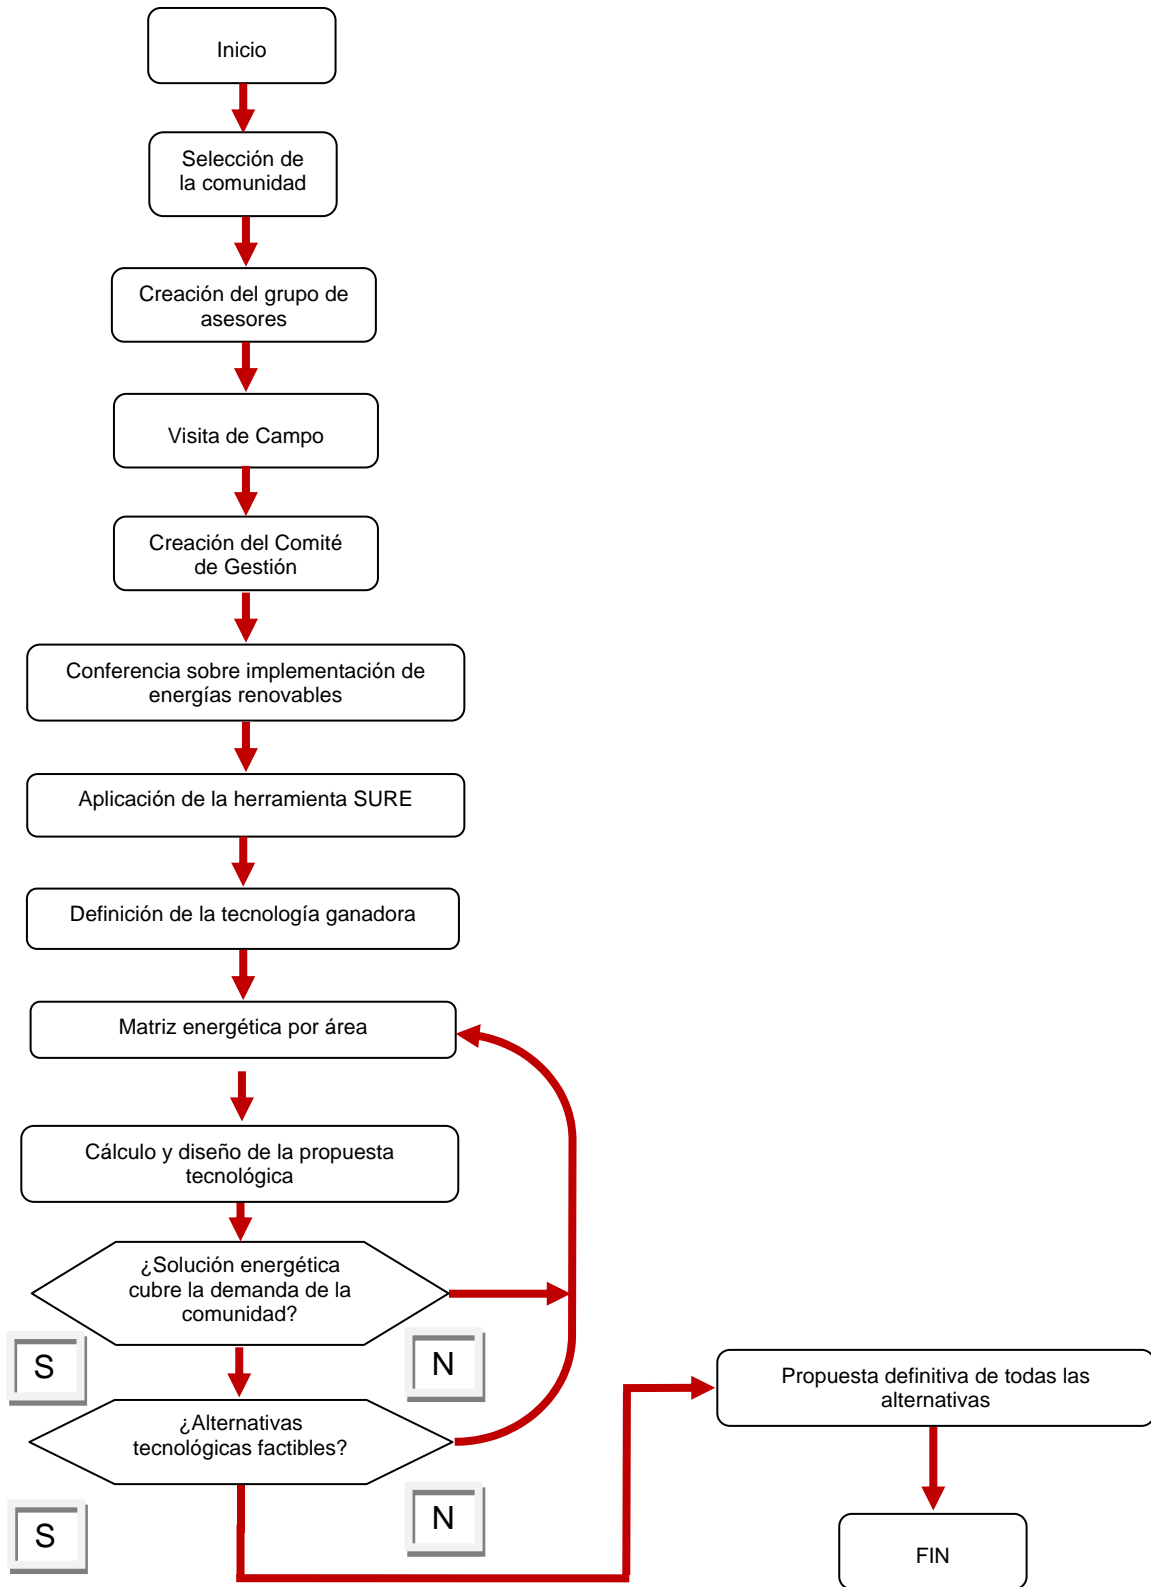 Inicio
Selección de
la comunidad
Creación del grupo de
asesores
Visita de Campo
Creación del Comité
de Gestión
Conferencia sobre implementación de
energías renovables
Aplicación de la herramienta SURE
Definición de la tecnología ganadora
Matriz energética por área
Cálculo y diseño de la propuesta
tecnológica
¿Solución energética
cubre la demanda de la
comunidad?
S
N
¿Alternativas
tecnológicas factibles?
S
N
Propuesta definitiva de todas las
alternativas
FIN